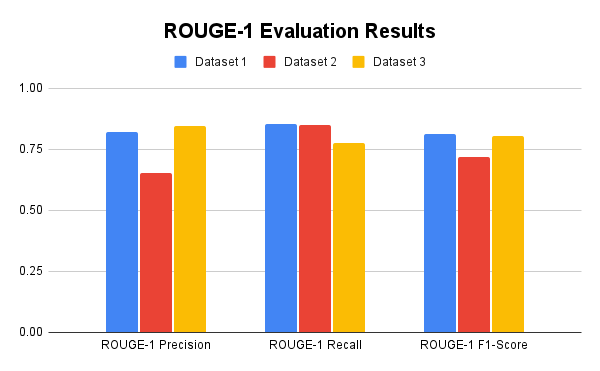 ROUGE-1 Evaluation Results
Dataset 1 Dataset 2 Dataset 3
1.00
0.75
0.50
0.25
0.00
ROUGE-1 Precision ROUGE-1 Recall ROUGE-1 F1-Score